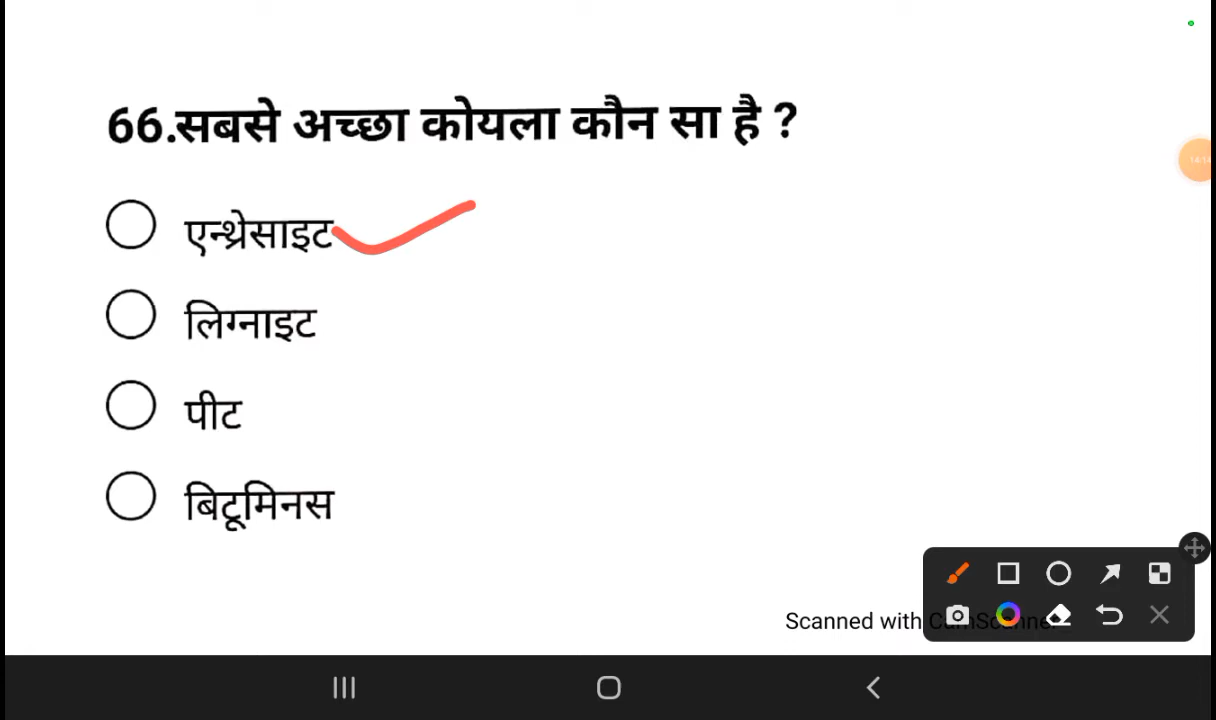 66.सबसे अच्छा कोयला कौन सा है ?
एन्थ्रेसाइट
लिग्नाइट
पीट
बिटूमिनस
Scanned with CamScanner